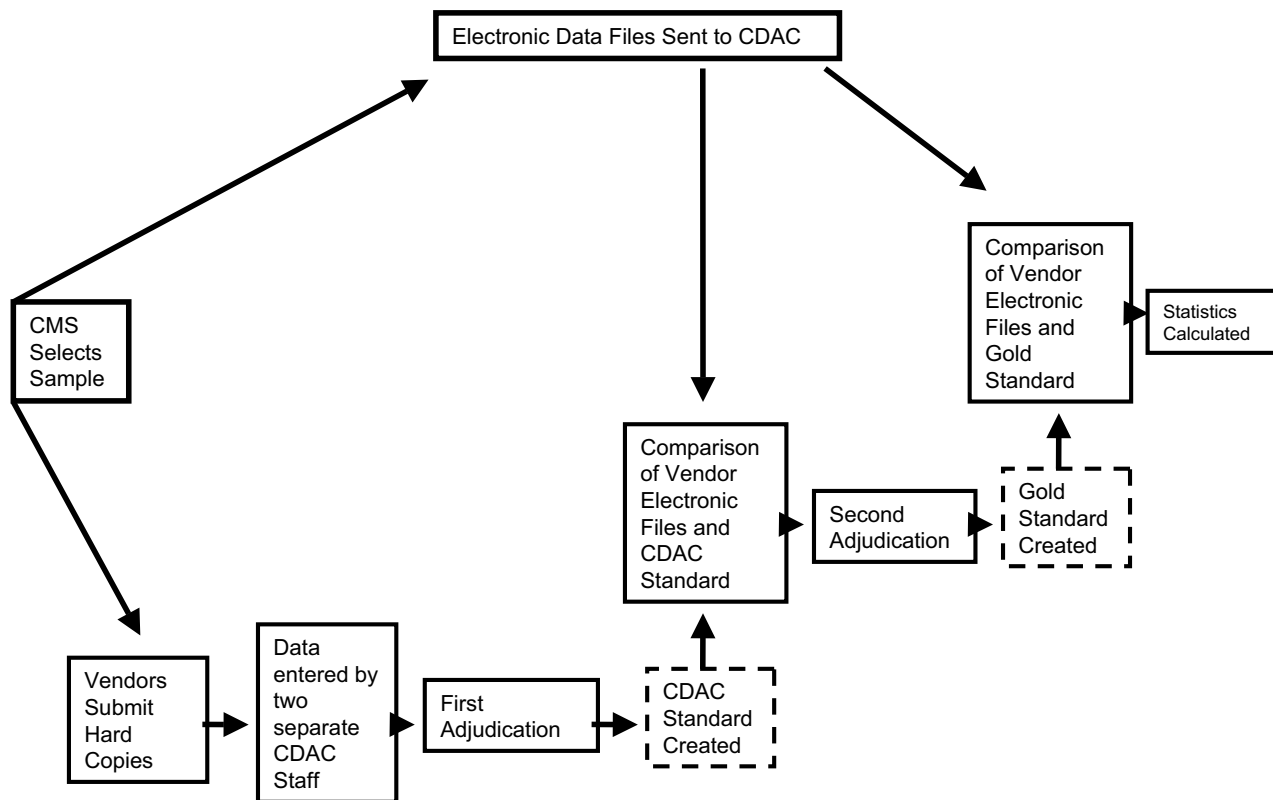 Electronic Data Files Sent to CDAC
CMS
Selects
Sample
Vendors
Submit
Hard
Copies
Data
entered by
two
separate
CDAC
Staff
First
Adjudication
CDAC
Standard
Created
Comparison
of Vendor
Electronic
Files and
CDAC
Standard
Second
Adjudication
Gold
Standard
Created
Comparison
of Vendor
Electronic
Files and
Gold
Standard
Statistics
Calculated